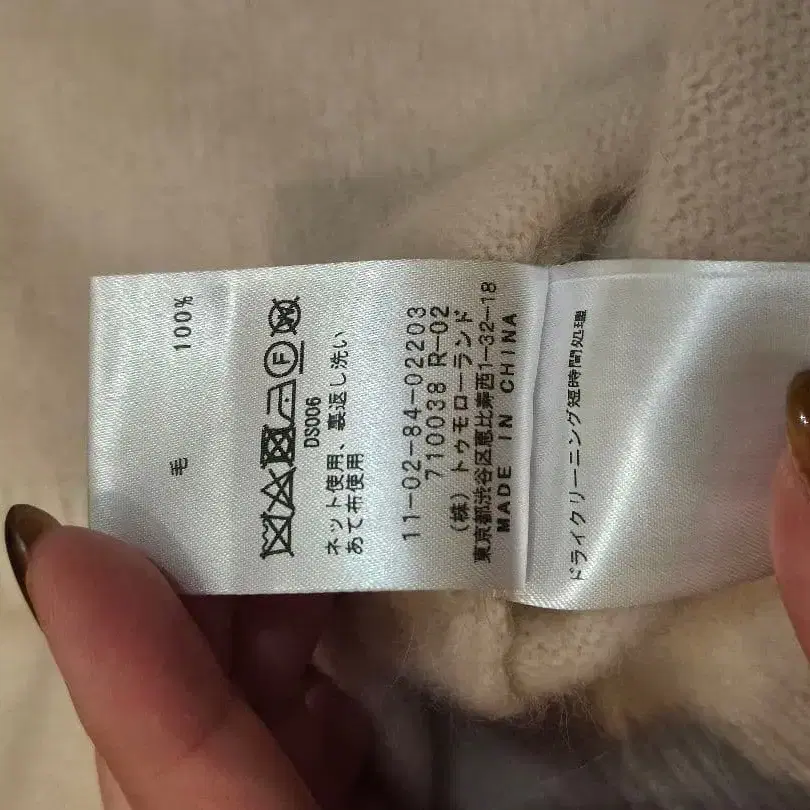 毛 100%
F W
DS006
ネット使用、裏返し洗い
あて布使用
11-02-84-02203
710038 R-02
(株)トゥモローランド
東京都渋谷区恵比寿西1-32-18
MADE IN CHINA
ドライクリーニング短時間処理